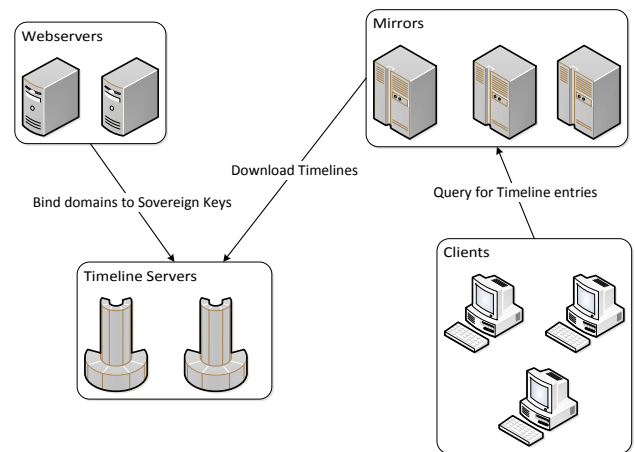 Webservers
Mirrors
Download Timelines
Query for Timeline entries
Bind domains to Sovereign Keys
Clients
Timeline Servers